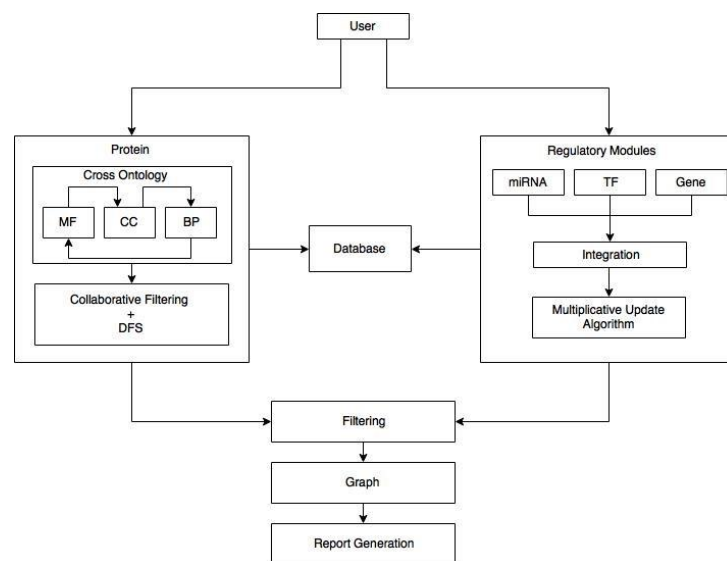 User
Protein
Cross Ontology
MF
CC
BP
Collaborative Filtering
+
DFS
Database
Regulatory Modules
miRNA
TF
Gene
Integration
Multiplicative Update
Algorithm
Filtering
Graph
Report Generation